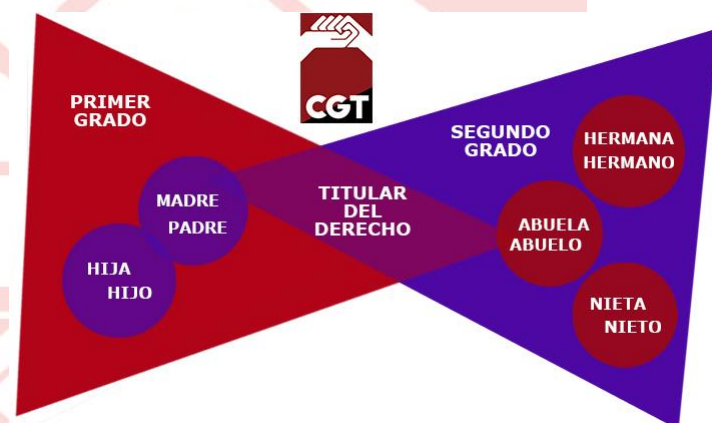 CGT
PRIMER
GRADO
MADRE
PADRE
HIJA
HIJO
TITULAR
DEL
DERECHO
SEGUNDO
GRADO
HERMANA
HERMANO
ABUELA
ABUELO
NIETA
NIETO